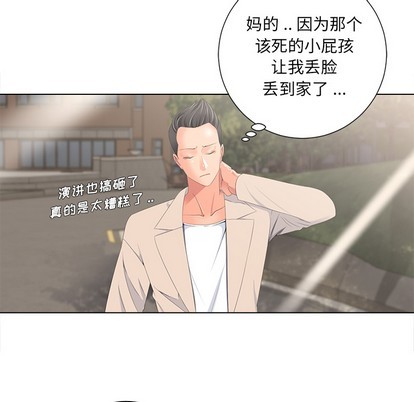 妈的 .. 因为那个
该死的小屁孩
让我丢脸
丢到家了 ...
演讲也搞砸了
真的是太糟糕了 ..